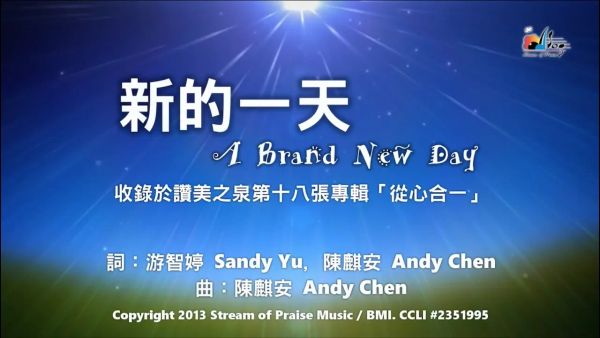 新的一天
A Brand New Day
收錄於讚美之泉第十八張專輯「從心合一」
詞：游智婷 Sandy Yu, 陳麒安 Andy Chen
曲：陳麒安 Andy Chen
Copyright 2013 Stream of Praise Music / BMI. CCLI #2351995